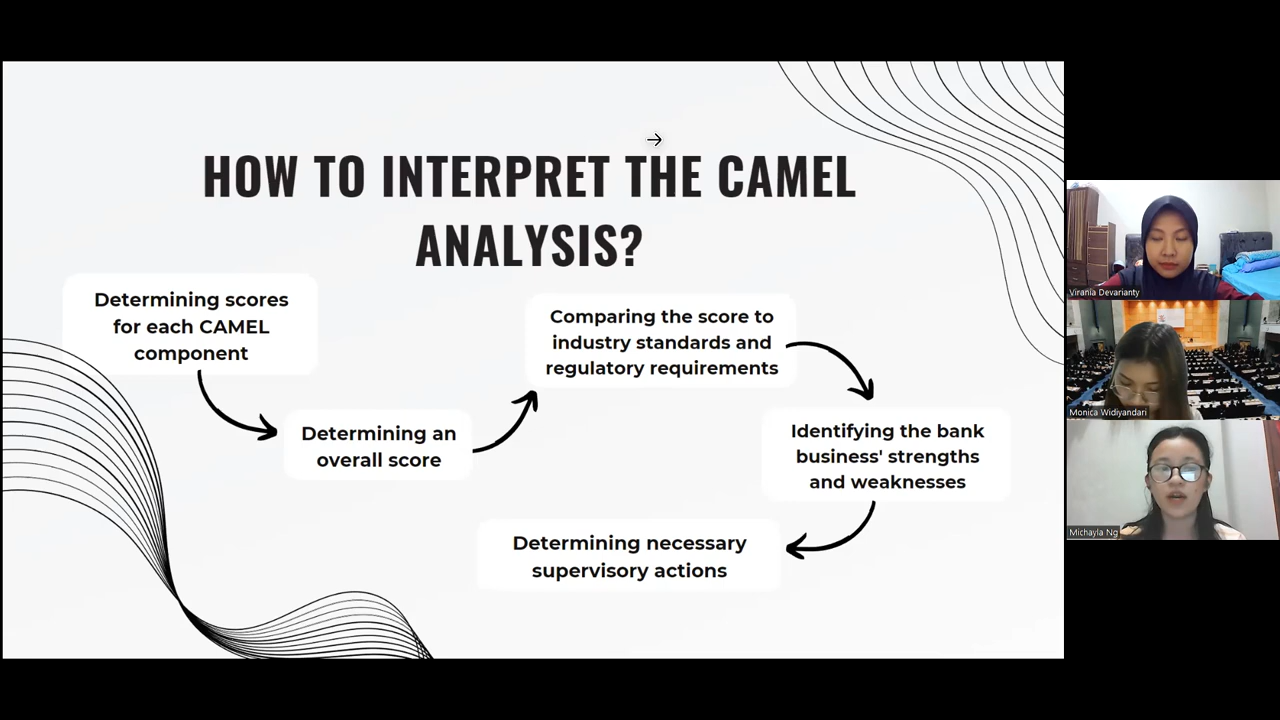 HOW TO INTERPRET THE CAMEL
ANALYSIS?
Determining scores
for each CAMEL
component
Determining an
overall score
Comparing the score to
industry standards and
regulatory requirements
Identifying the bank
business' strengths
and weaknesses
Determining necessary
supervisory actions
Virania Devarianty
Monica Widiyandari
Michayla Ng